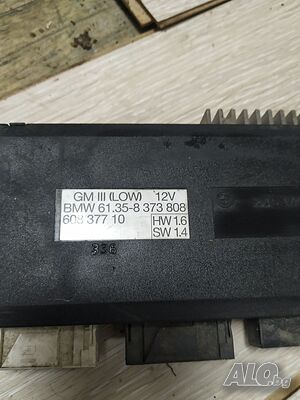 GM III (LOW) 12V
BMW 61.35-8 373 808
608 377 10 HW 1.6
SW 1.4
336
ALO.bg